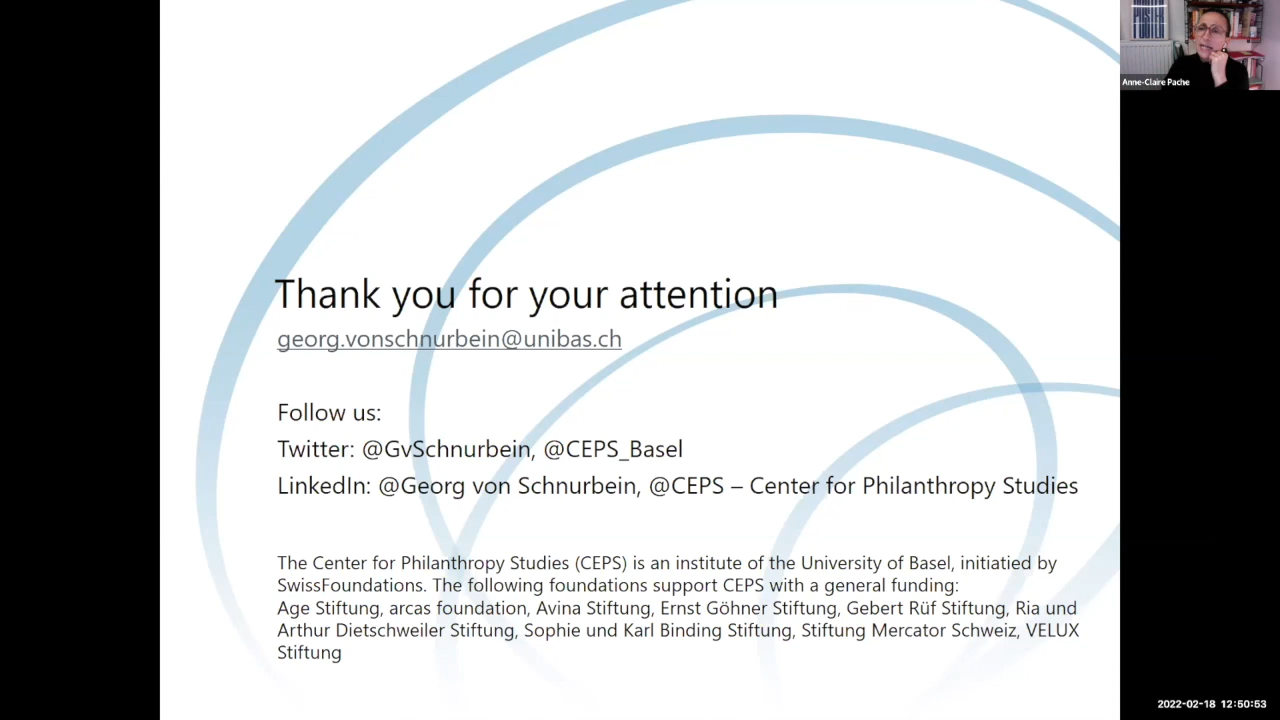 Thank you for your attention
georg.vonschnurbein@unibas.ch
Follow us:
Twitter: @GvSchnurbein, @CEPS_Basel
LinkedIn: @Georg von Schnurbein, @CEPS – Center for Philanthropy Studies
The Center for Philanthropy Studies (CEPS) is an institute of the University of Basel, initiatied by
SwissFoundations. The following foundations support CEPS with a general funding:
Age Stiftung, arcas foundation, Avina Stiftung, Ernst Göhner Stiftung, Gebert Rüf Stiftung, Ria und
Arthur Dietschweiler Stiftung, Sophie und Karl Binding Stiftung, Stiftung Mercator Schweiz, VELUX
Stiftung
Anne-Claire Pache
2022-02-18 12:50:53